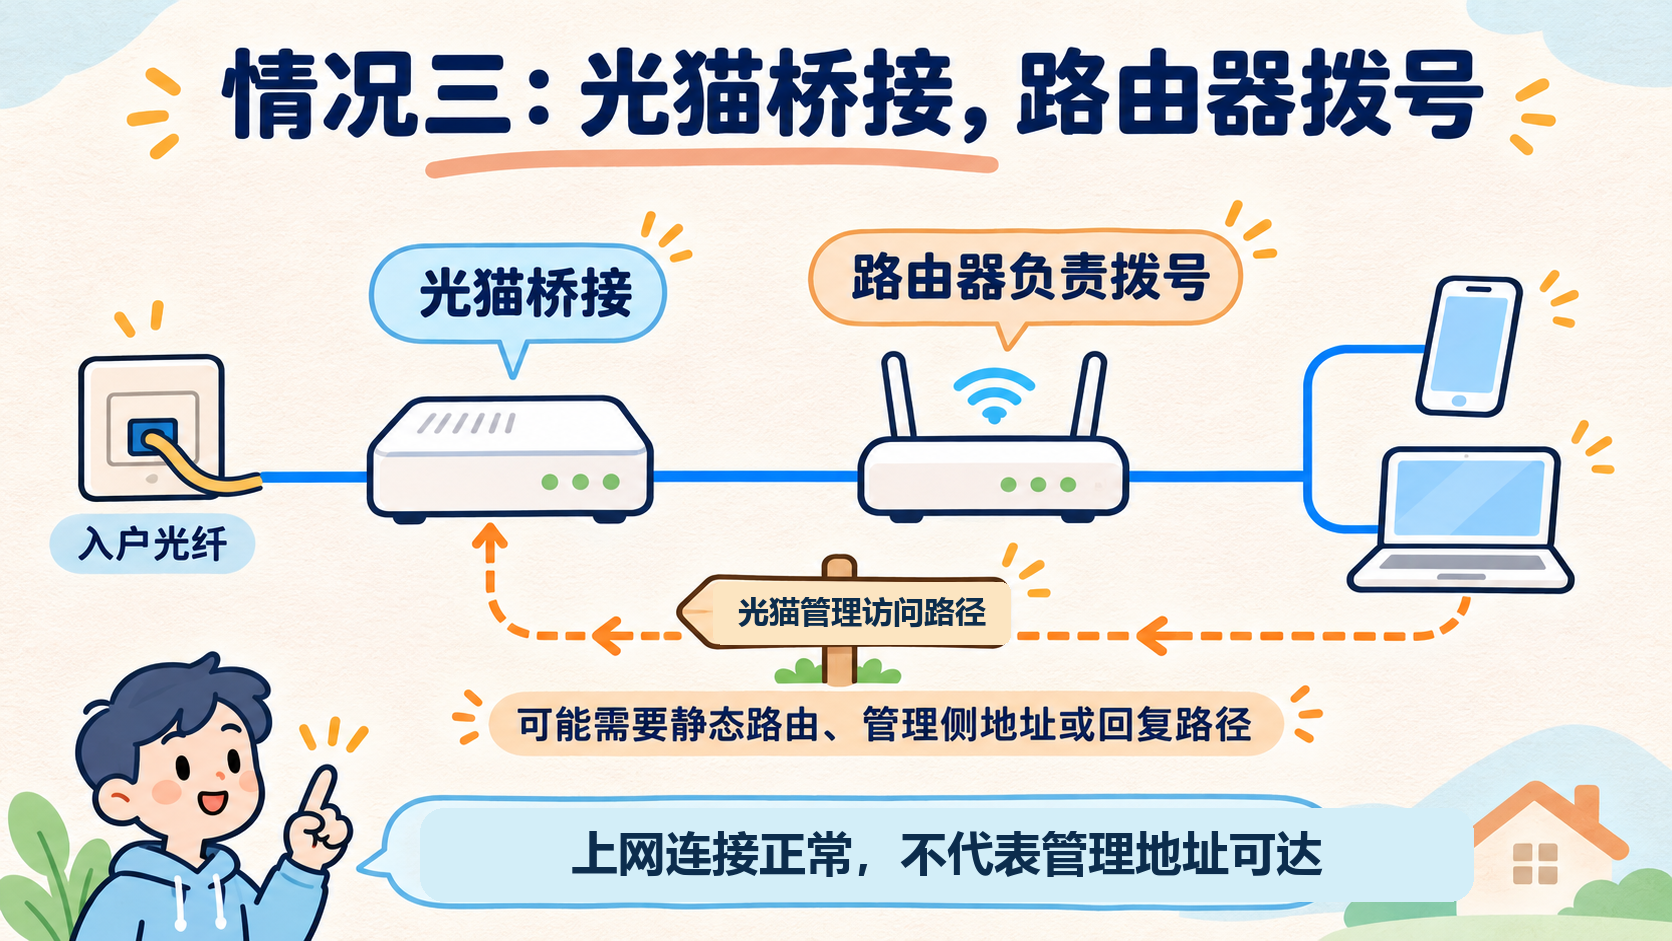 情况三：光猫桥接，路由器拨号
光猫桥接
路由器负责拨号
入户光纤
光猫管理访问路径
可能需要静态路由、管理侧地址或回复路径
上网连接正常，不代表管理地址可达